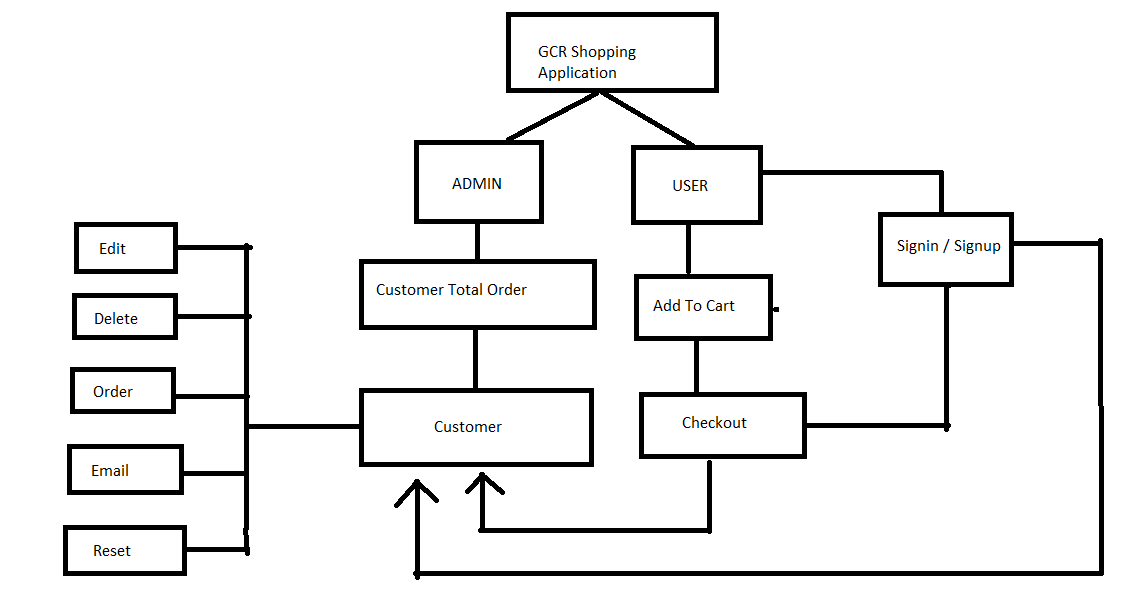 GCR Shopping
Application
ADMIN
USER
Signin / Signup
Edit
Customer Total Order
Add To Cart
Delete
Order
Customer
Checkout
Email
Reset